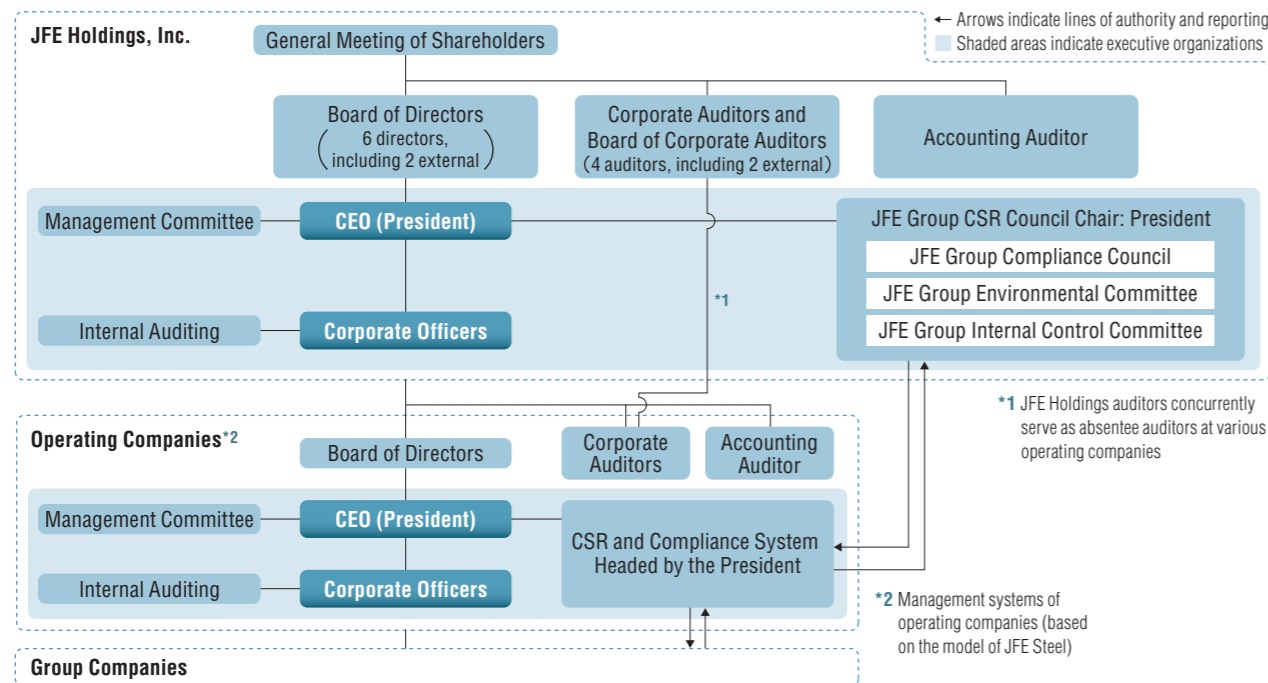 JFE Holdings, Inc.
General Meeting of Shareholders
← Arrows indicate lines of authority and reporting
Shaded areas indicate executive organizations
Board of Directors
(6 directors,
including 2 external)
Corporate Auditors and
Board of Corporate Auditors
(4 auditors, including 2 external)
Accounting Auditor
Management Committee
CEO (President)
JFE Group CSR Council Chair: President
JFE Group Compliance Council
JFE Group Environmental Committee
JFE Group Internal Control Committee
*1
Internal Auditing
Corporate Officers
*1 JFE Holdings auditors concurrently
serve as absentee auditors at various
operating companies
Operating Companies*2
Board of Directors
Corporate
Auditors
Accounting
Auditor
Management Committee
CEO (President)
CSR and Compliance System
Headed by the President
Internal Auditing
Corporate Officers
*2 Management systems of
operating companies (based
on the model of JFE Steel)
Group Companies